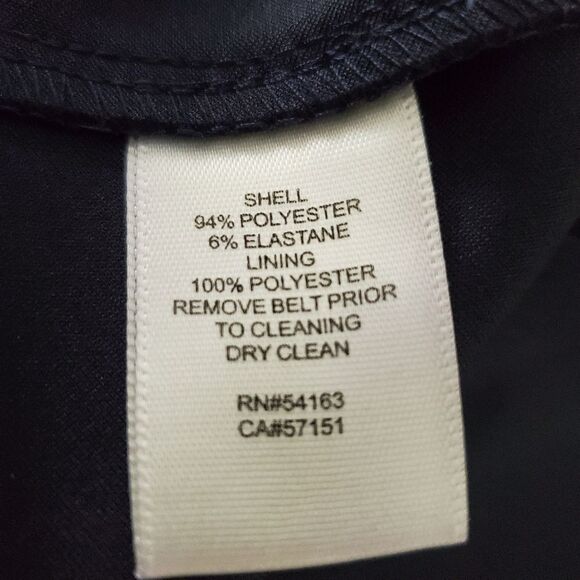 SHELL
94% POLYESTER
6% ELASTANE
LINING
100% POLYESTER
REMOVE BELT PRIOR
TO CLEANING
DRY CLEAN
RN#54163
CA#57151